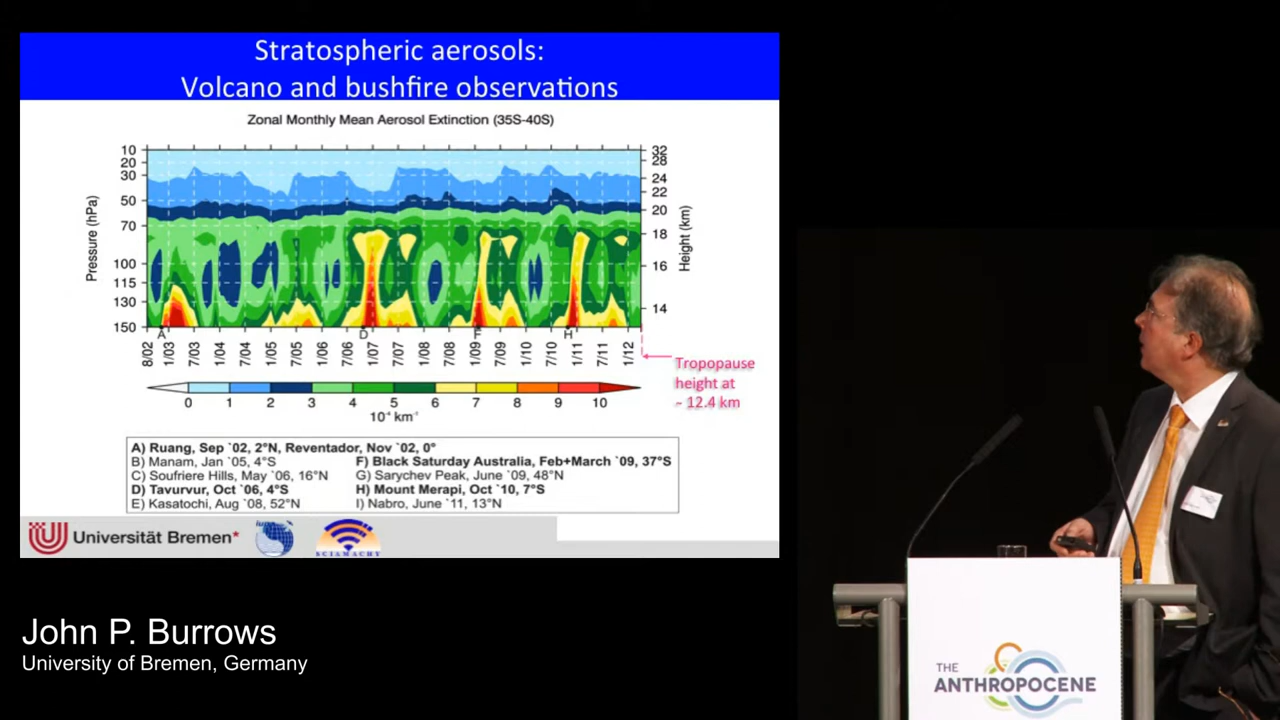 Stratospheric aerosols:
Volcano and bushfire observations
Zonal Monthly Mean Aerosol Extinction (35S-40S)
Pressure (hPa)
10
20
30
50
70
100
115
130
150
32
28
24
22
20
18
16
14
Height (km)
A D F H
8/02 1/03 7/03 1/04 7/04 1/05 7/05 1/06 7/06 1/07 7/07 1/08 7/08 1/09 7/09 1/10 7/10 1/11 7/11 1/12
Tropopause
height at
~ 12.4 km
0 1 2 3 4 5 6 7 8 9 10
10⁻⁴ km⁻¹
A) Ruang, Sep `02, 2°N, Reventador, Nov `02, 0°
B) Manam, Jan `05, 4°S
C) Soufriere Hills, May `06, 16°N
D) Tavurvur, Oct `06, 4°S
E) Kasatochi, Aug `08, 52°N
F) Black Saturday Australia, Feb+March `09, 37°S
G) Sarychev Peak, June `09, 48°N
H) Mount Merapi, Oct `10, 7°S
I) Nabro, June `11, 13°N
Universität Bremen*
iup
SCIAMACHY
John P. Burrows
University of Bremen, Germany
THE
ANTHROPOCENE